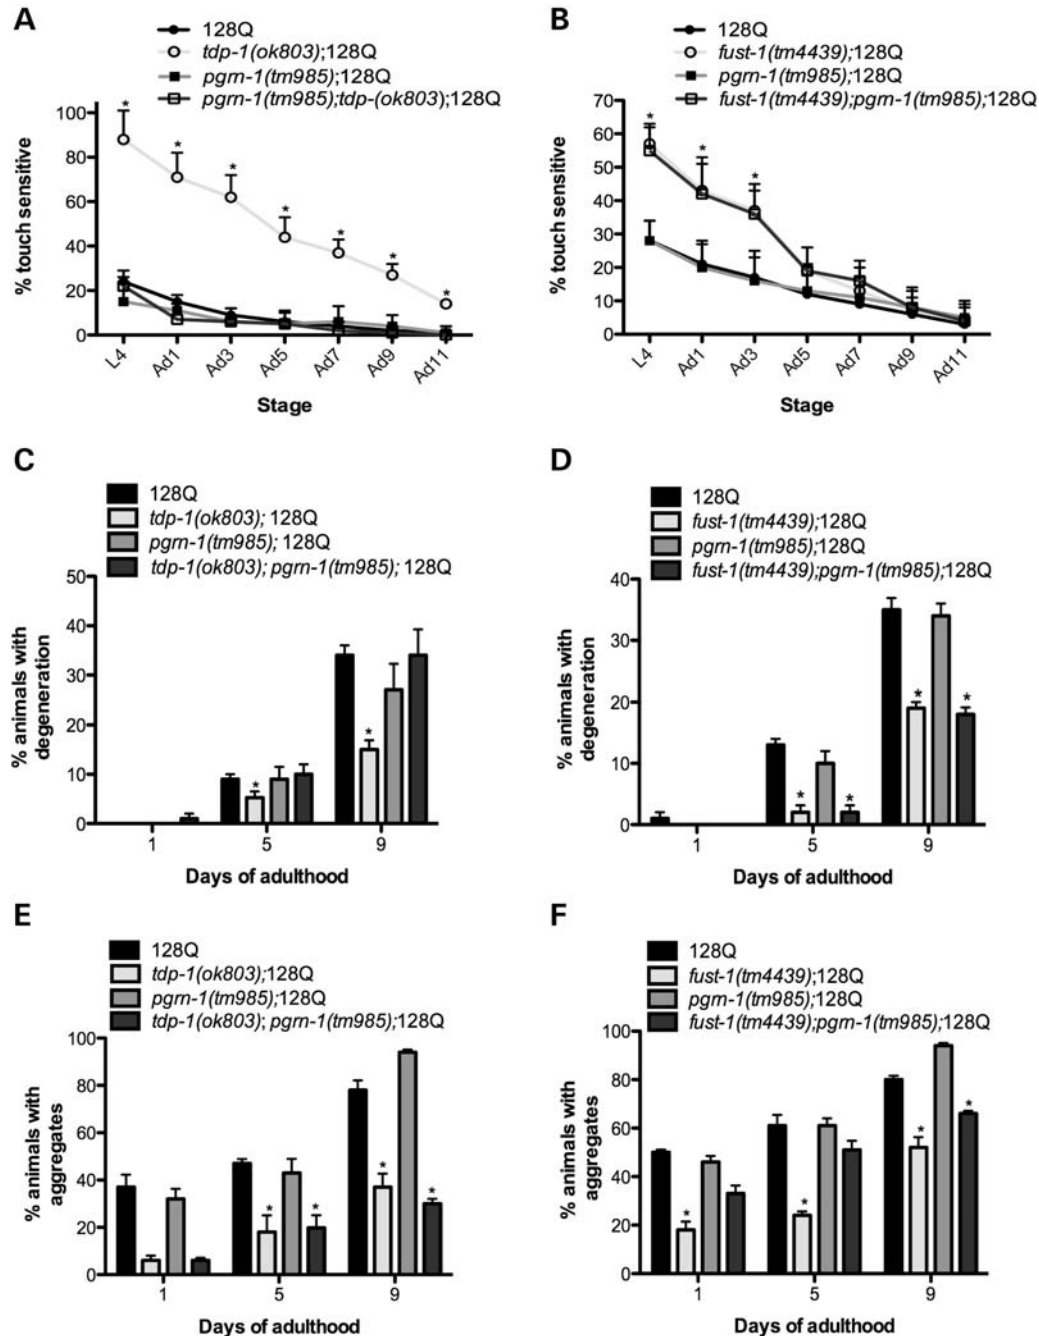 A
128Q
tdp-1(ok803);128Q
pgrn-1(tm985);128Q
pgrn-1(tm985);tdp-(ok803);128Q
% touch sensitive
100
80
60
40
20
0
* * * * * * *
L4 Ad1 Ad3 Ad5 Ad7 Ad9 Ad11
Stage
B
128Q
fust-1(tm4439);128Q
pgrn-1(tm985);128Q
fust-1(tm4439);pgrn-1(tm985);128Q
% touch sensitive
70
60
50
40
30
20
10
0
* * *
L4 Ad1 Ad3 Ad5 Ad7 Ad9 Ad11
Stage
C
128Q
tdp-1(ok803); 128Q
pgrn-1(tm985); 128Q
tdp-1(ok803); pgrn-1(tm985); 128Q
% animals with
degeneration
50
40
30
20
10
0
* *
1 5 9
Days of adulthood
D
128Q
fust-1(tm4439);128Q
pgrn-1(tm985);128Q
fust-1(tm4439);pgrn-1(tm985);128Q
% animals with
degeneration
40
30
20
10
0
* * * *
1 5 9
Days of adulthood
E
128Q
tdp-1(ok803);128Q
pgrn-1(tm985);128Q
tdp-1(ok803); pgrn-1(tm985);128Q
% animals with
aggregates
100
80
60
40
20
0
* * * *
1 5 9
Days of adulthood
F
128Q
fust-1(tm4439);128Q
pgrn-1(tm985);128Q
fust-1(tm4439);pgrn-1(tm985);128Q
% animals with
aggregates
100
80
60
40
20
0
* * * *
1 5 9
Days of adulthood